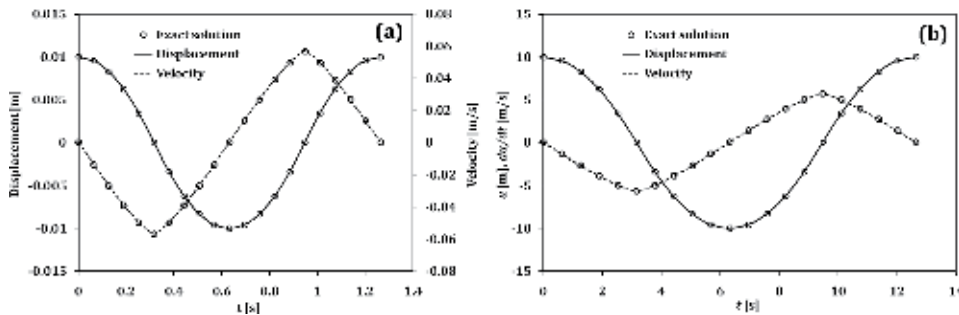 0.015
0.01
0.005
0
-0.005
-0.01
-0.015
Displacement [m]
Exact solution
Displacement
Velocity
(a)
0.08
0.06
0.04
0.02
0
-0.02
-0.04
-0.06
-0.08
Velocity [m/s]
0 0.2 0.4 0.6 0.8 1 1.2 1.4
t [s]
15
10
5
0
-5
-10
-15
u [m], du/dt [m/s]
Exact solution
Displacement
Velocity
(b)
0 2 4 6 8 10 12 14
t [s]